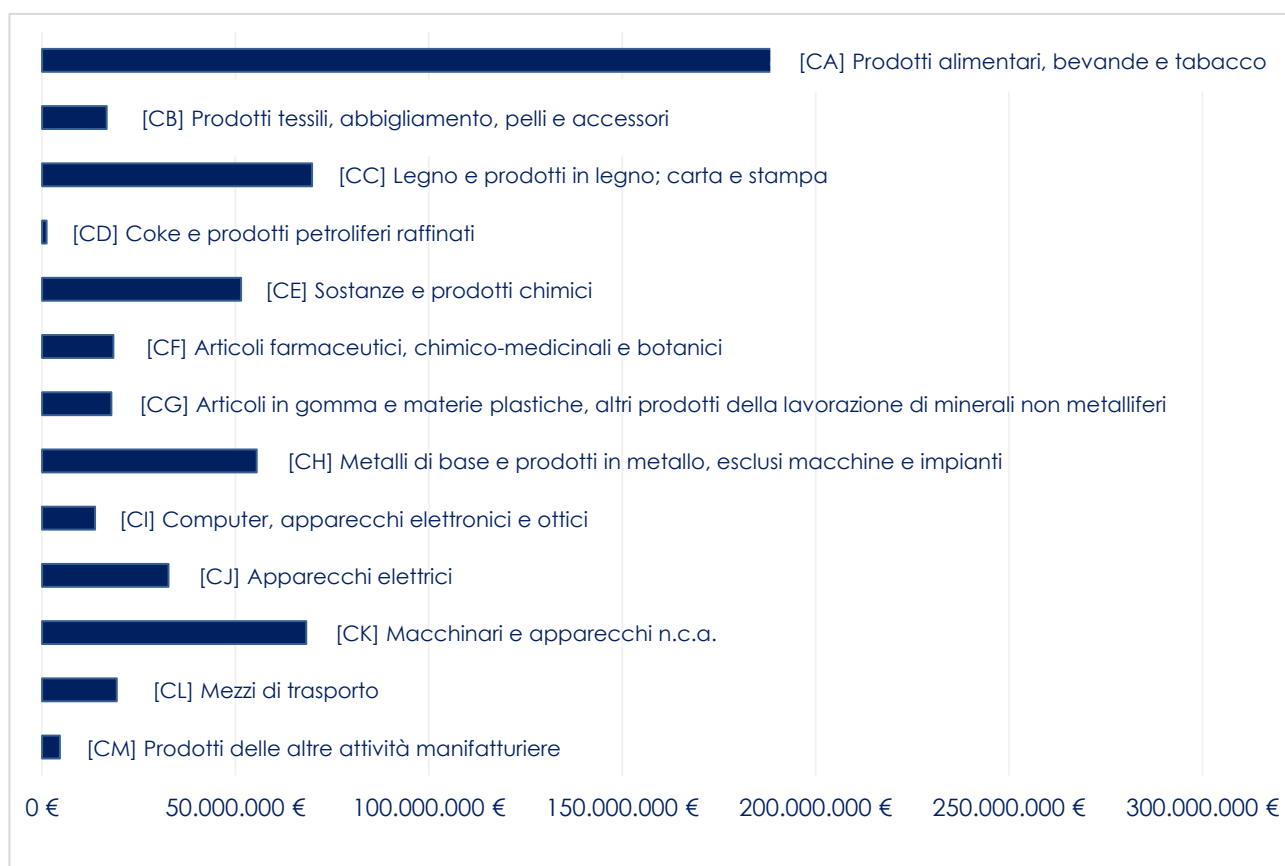 [CA] Prodotti alimentari, bevande e tabacco
[CB] Prodotti tessili, abbigliamento, pelli e accessori
[CC] Legno e prodotti in legno; carta e stampa
[CD] Coke e prodotti petroliferi raffinati
[CE] Sostanze e prodotti chimici
[CF] Articoli farmaceutici, chimico-medicinali e botanici
[CG] Articoli in gomma e materie plastiche, altri prodotti della lavorazione di minerali non metalliferi
[CH] Metalli di base e prodotti in metallo, esclusi macchine e impianti
[CI] Computer, apparecchi elettronici e ottici
[CJ] Apparecchi elettrici
[CK] Macchinari e apparecchi n.c.a.
[CL] Mezzi di trasporto
[CM] Prodotti delle altre attività manifatturiere
0 € 50.000.000 € 100.000.000 € 150.000.000 € 200.000.000 € 250.000.000 € 300.000.000 €